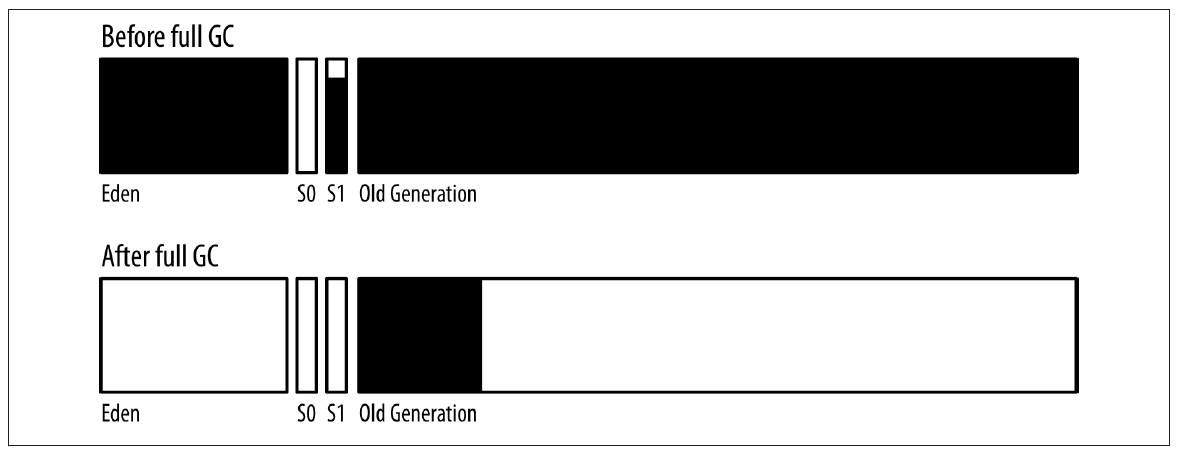 Before full GC
Eden S0 S1 Old Generation
After full GC
Eden S0 S1 Old Generation